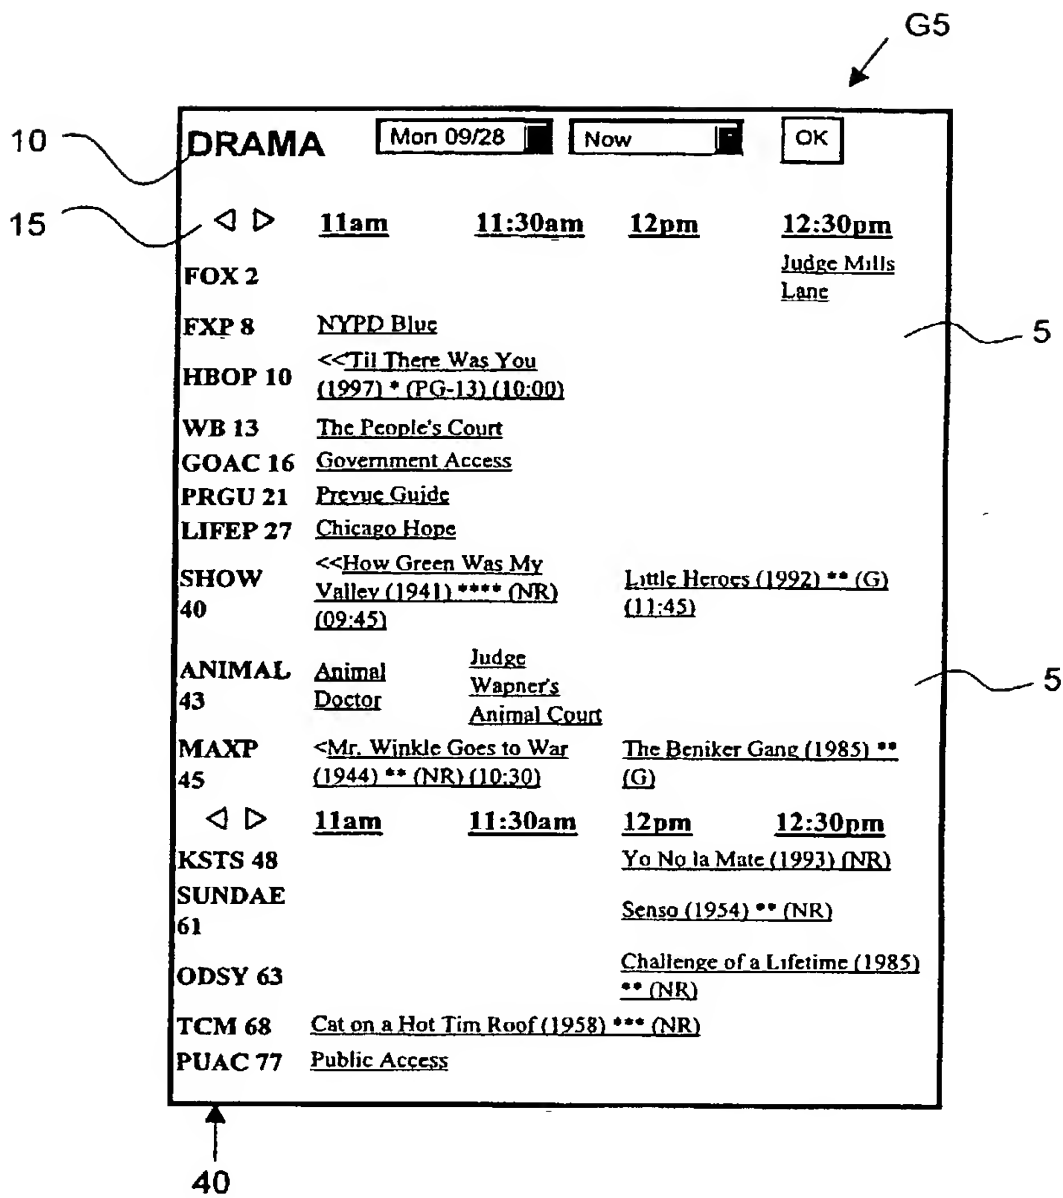 G5
10
DRAMA Mon 09/28 Now OK
15
11am 11:30am 12pm 12:30pm
FOX 2 Judge Mills
Lane
FXP 8 NYPD Blue
5
HBOP 10 <<'Til There Was You
(1997) * (PG-13) (10:00)
WB 13 The People's Court
GOAC 16 Government Access
PRGU 21 Prevue Guide
LIFEP 27 Chicago Hope
SHOW
40
<<How Green Was My
Valley (1941) **** (NR)
(09:45)
Little Heroes (1992) ** (G)
(11:45)
ANIMAL
43
Animal
Doctor
Judge
Wapner's
Animal Court
5
MAXP
45
<Mr. Winkle Goes to War
(1944) ** (NR) (10:30)
The Beniker Gang (1985) **
(G)
11am 11:30am 12pm 12:30pm
KSTS 48 Yo No la Mate (1993) (NR)
SUNDAE
61
Senso (1954) ** (NR)
ODSY 63 Challenge of a Lifetime (1985)
** (NR)
TCM 68 Cat on a Hot Tim Roof (1958) *** (NR)
PUAC 77 Public Access
40